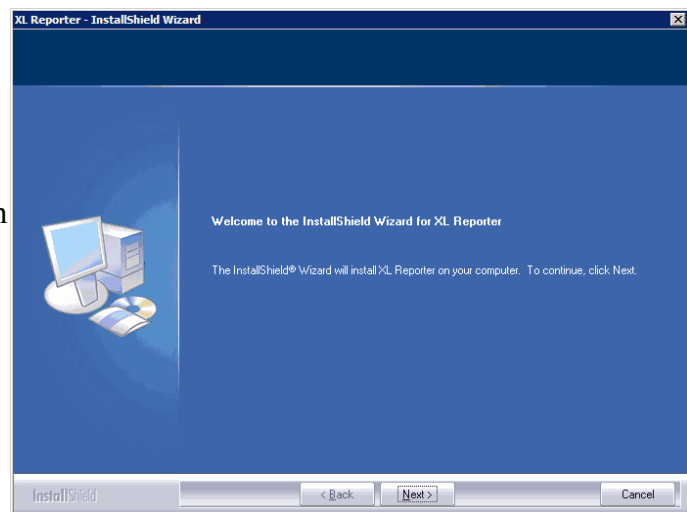 XL Reporter - InstallShield Wizard
n
Welcome to the InstallShield Wizard for XL Reporter
The InstallShield® Wizard will install XL Reporter on your computer. To continue, click Next.
InstallShield
< Back
Next >
Cancel